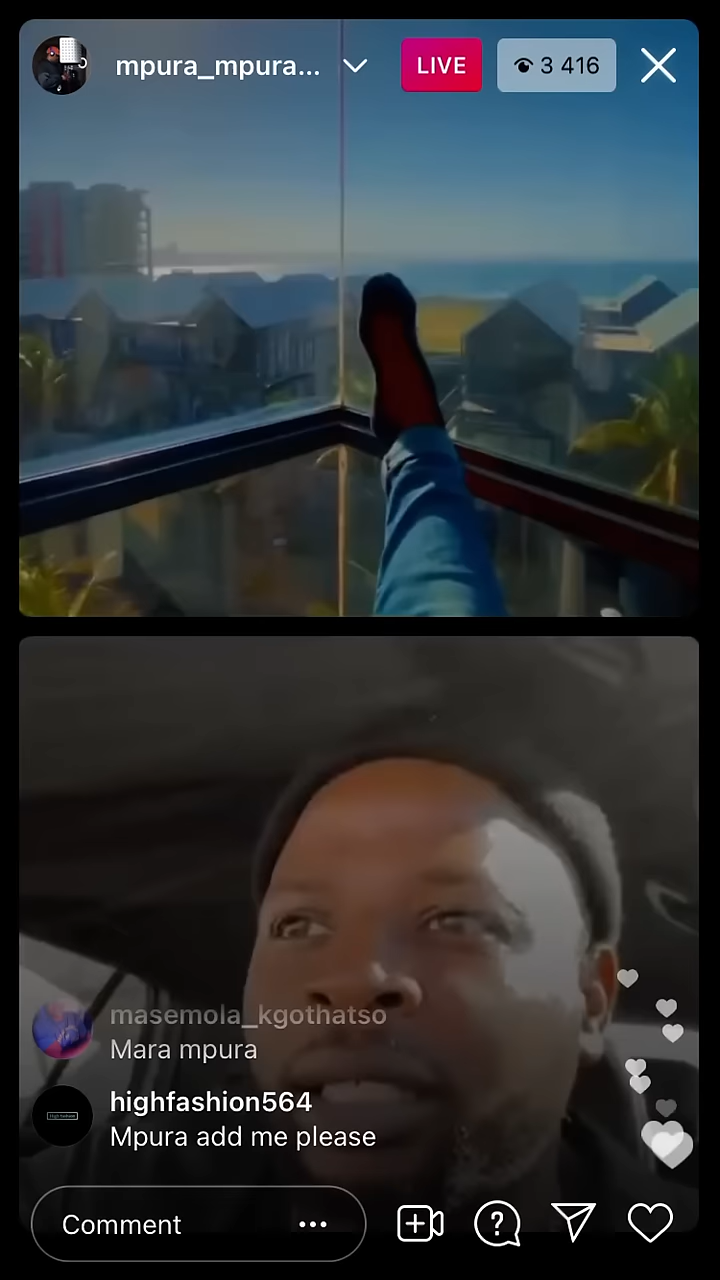 mpura_mpura...
LIVE
3 416
masemola_kgothatso
Mara mpura
highfashion564
Mpura add me please
Comment